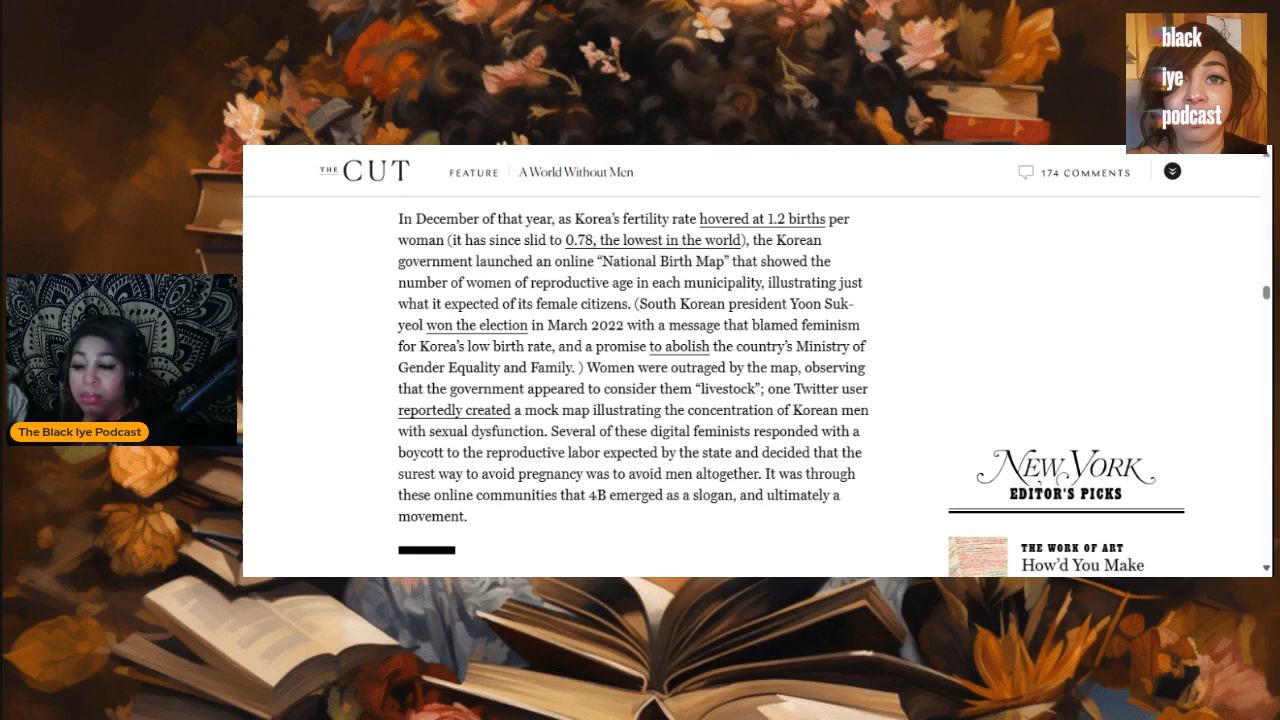 black
iye
podcast
THE CUT FEATURE A World Without Men 174 COMMENTS
In December of that year, as Korea’s fertility rate hovered at 1.2 births per
woman (it has since slid to 0.78, the lowest in the world), the Korean
government launched an online “National Birth Map” that showed the
number of women of reproductive age in each municipality, illustrating just
what it expected of its female citizens. (South Korean president Yoon Suk-
yeol won the election in March 2022 with a message that blamed feminism
for Korea’s low birth rate, and a promise to abolish the country’s Ministry of
Gender Equality and Family. ) Women were outraged by the map, observing
that the government appeared to consider them “livestock”; one Twitter user
reportedly created a mock map illustrating the concentration of Korean men
with sexual dysfunction. Several of these digital feminists responded with a
boycott to the reproductive labor expected by the state and decided that the
surest way to avoid pregnancy was to avoid men altogether. It was through
these online communities that 4B emerged as a slogan, and ultimately a
movement.
The Black Iye Podcast
NEW YORK
EDITOR’S PICKS
THE WORK OF ART
How’d You Make